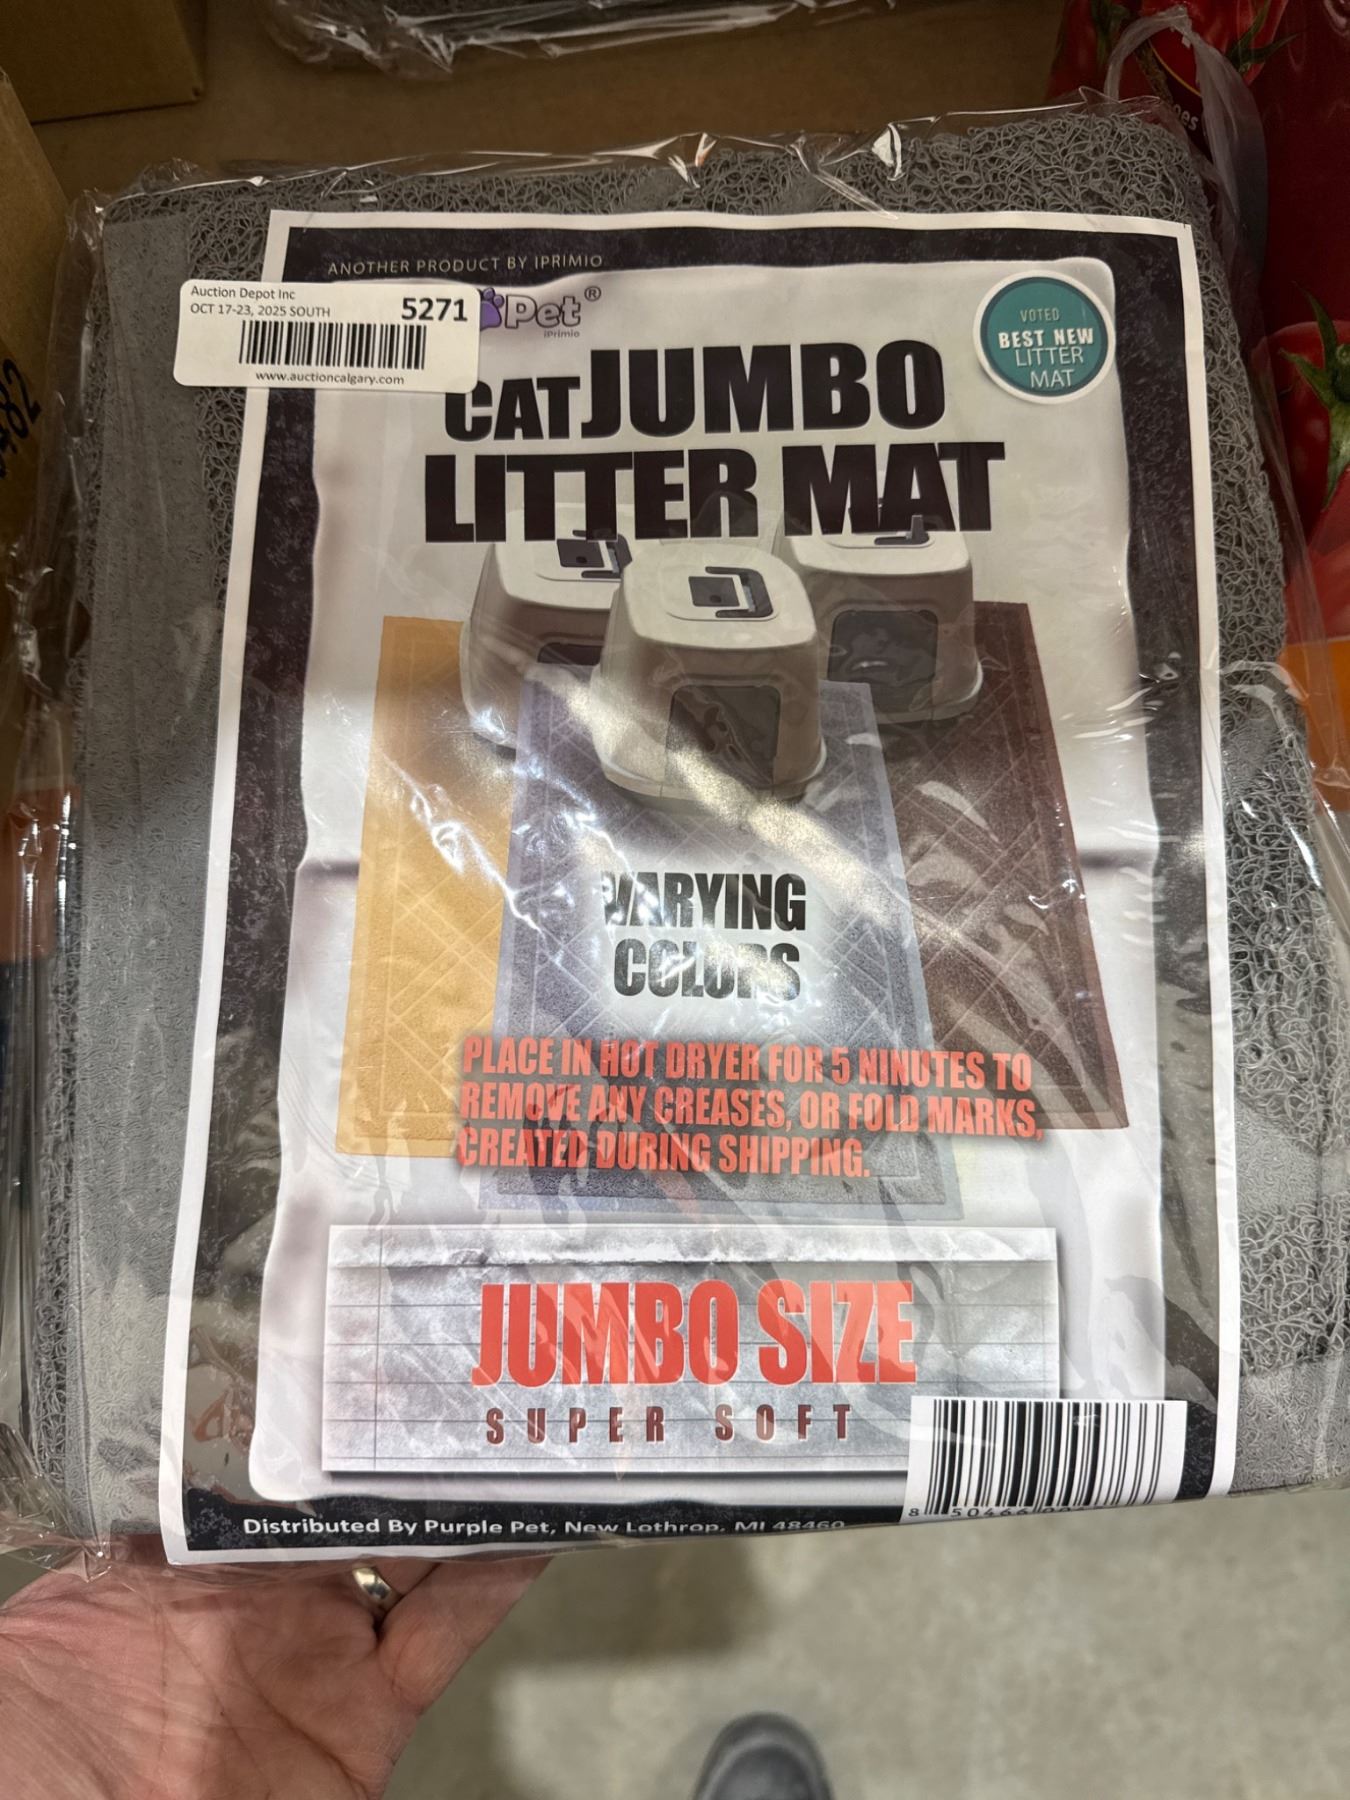 ANOTHER PRODUCT BY IPRIMIO
Auction Depot Inc
OCT 17-23, 2025 SOUTH
5271
www.auctioncalgary.com
Pet®
iPrimio
VOTED
BEST NEW
LITTER
MAT
CAT JUMBO
LITTER MAT
VARYING
COLORS
PLACE IN HOT DRYER FOR 5 MINUTES TO
REMOVE ANY CREASES, OR FOLD MARKS,
CREATED DURING SHIPPING.
JUMBO SIZE
SUPER SOFT
Distributed By Purple Pet, New Lothrop, MI 48460